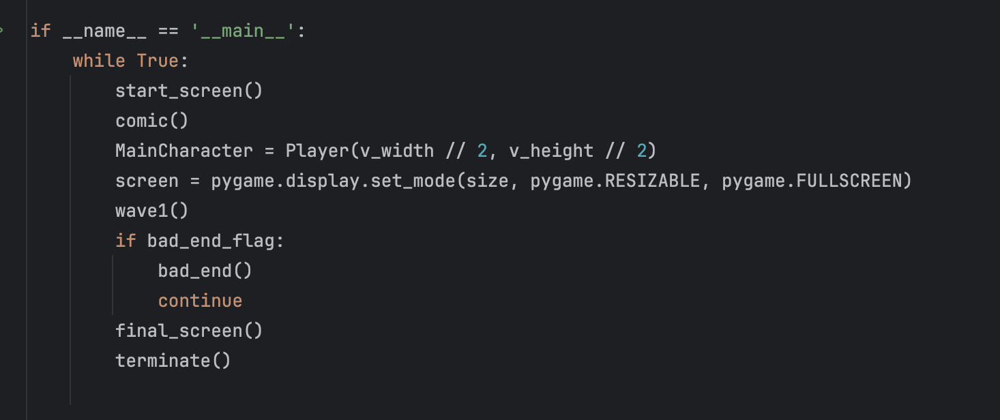 if __name__ == '__main__':
    while True:
        start_screen()
        comic()
        MainCharacter = Player(v_width // 2, v_height // 2)
        screen = pygame.display.set_mode(size, pygame.RESIZABLE, pygame.FULLSCREEN)
        wave1()
        if bad_end_flag:
            bad_end()
            continue
        final_screen()
        terminate()